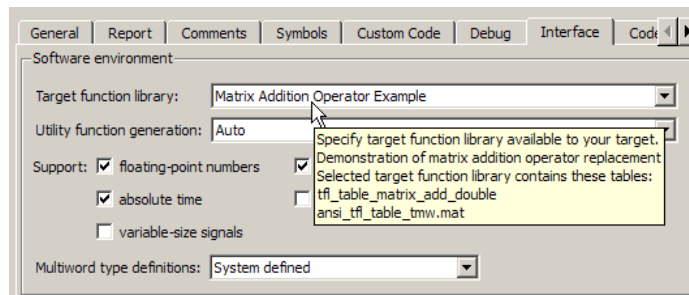 General Report Comments Symbols Custom Code Debug Interface Code
Software environment
Target function library: Matrix Addition Operator Example
Utility function generation: Auto
Specify target function library available to your target.
Demonstration of matrix addition operator replacement
Selected target function library contains these tables:
tfl_table_matrix_add_double
ansi_tfl_table_tmw.mat
Support: floating-point numbers
absolute time
variable-size signals
Multiword type definitions: System defined